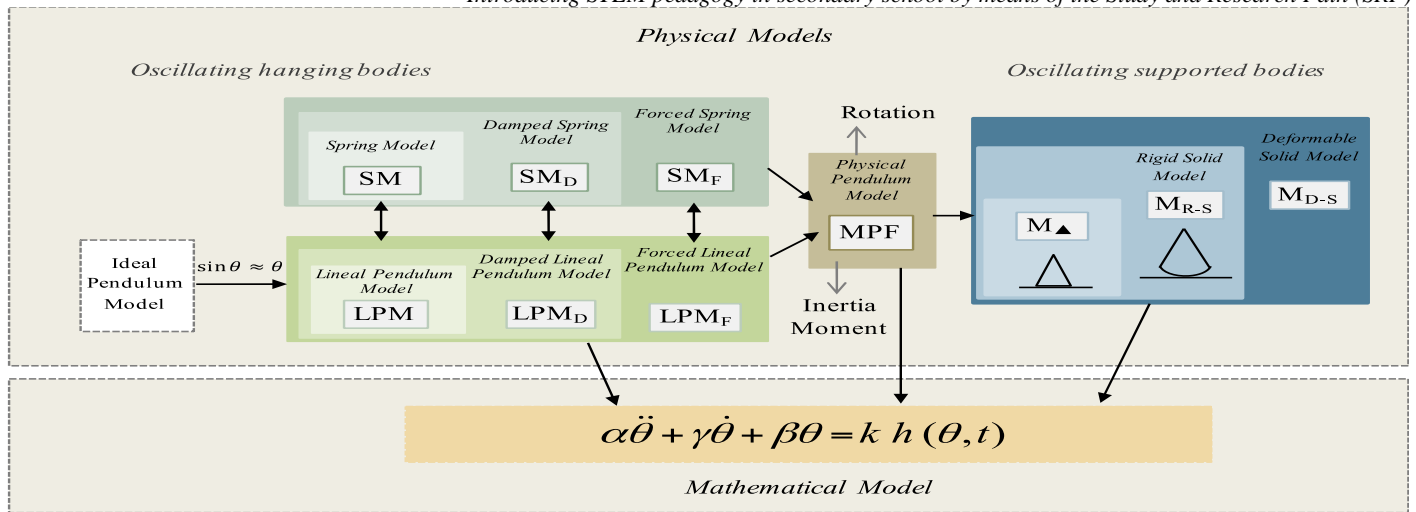 Introducing STEM pedagogy in secondary school by means of the Study and Research Path (SRP)
Physical Models
Oscillating hanging bodies
Oscillating supported bodies
Spring Model
SM
Damped Spring
Model
SM_D
Forced Spring
Model
SM_F
Ideal
Pendulum
Model
sin θ ≈ θ
Lineal Pendulum
Model
LPM
Damped Lineal
Pendulum Model
LPM_D
Forced Lineal
Pendulum Model
LPM_F
Rotation
Physical
Pendulum
Model
MPF
Inertia
Moment
M▲
Rigid Solid
Model
M_R-S
Deformable
Solid Model
M_D-S
αθ̈ + γθ̇ + βθ = k h (θ, t)
Mathematical Model